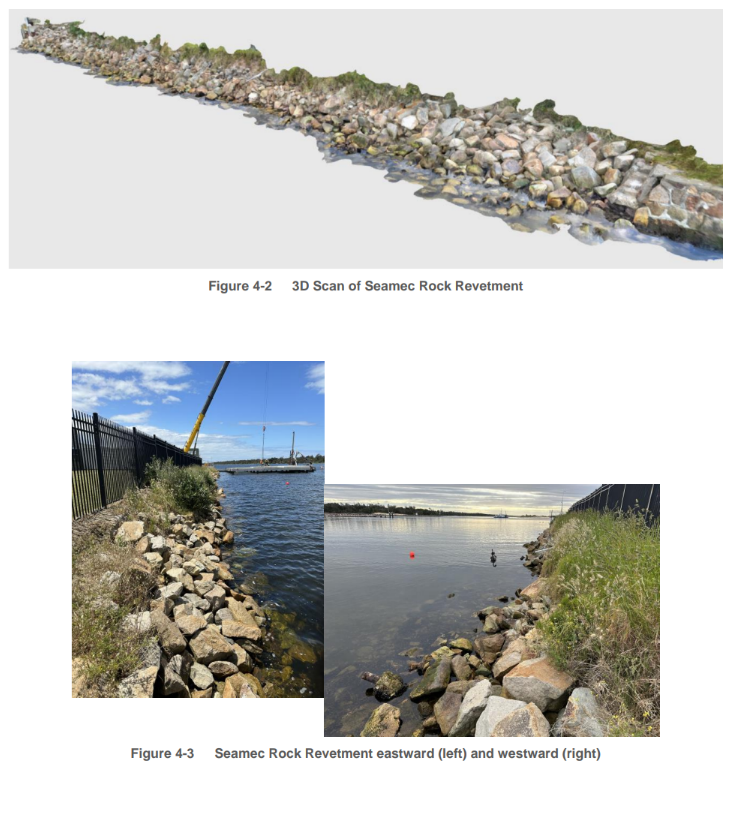 Figure 4-2 3D Scan of Seamec Rock Revetment
Figure 4-3 Seamec Rock Revetment eastward (left) and westward (right)